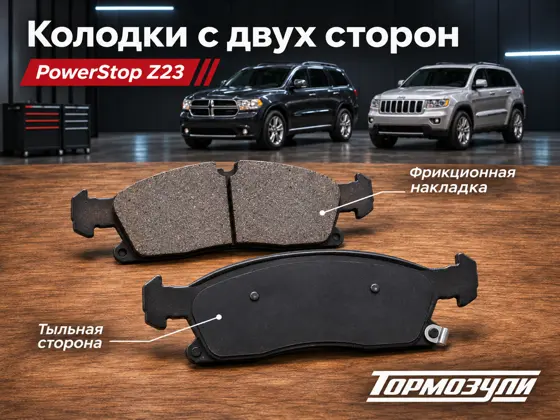 Колодки с двух сторон
PowerStop Z23
Фрикционная
накладка
Тыльная
сторона
ТОРМОЗУЛИ